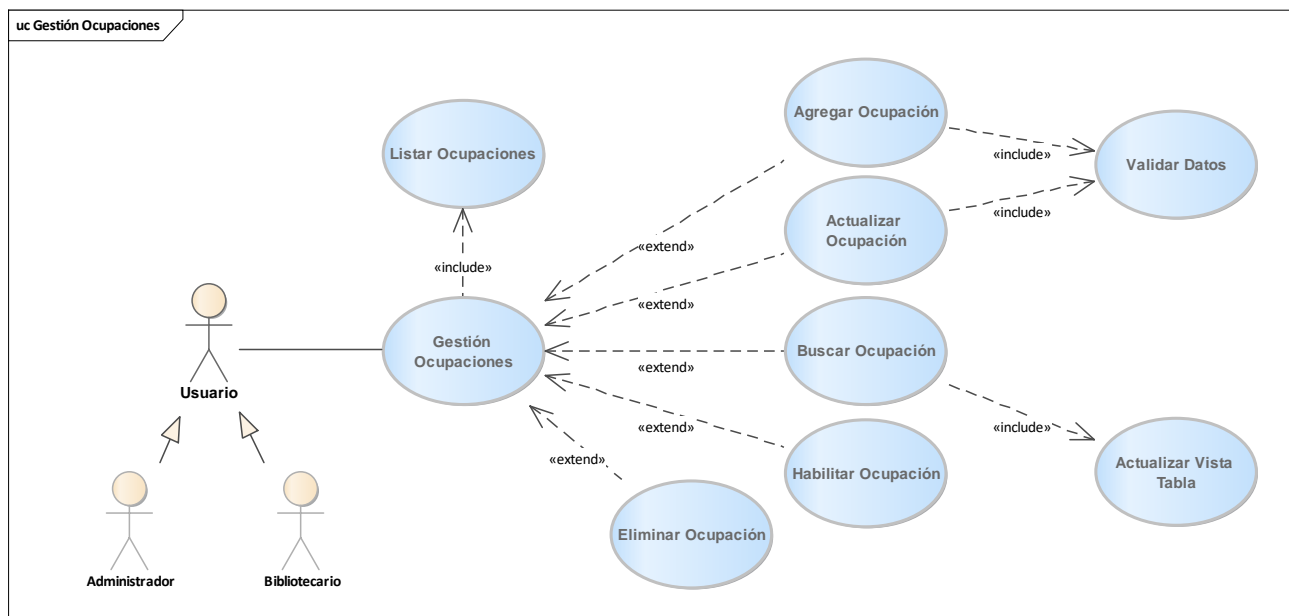 uc Gestión Ocupaciones
Agregar Ocupación
Listar Ocupaciones
«include»
Validar Datos
Actualizar
Ocupación
«include»
«extend»
«include»
«extend»
Gestión
Ocupaciones
Buscar Ocupación
«extend»
Usuario
«extend»
«include»
«extend»
Habilitar Ocupación
Actualizar Vista
Tabla
Eliminar Ocupación
Administrador
Bibliotecario